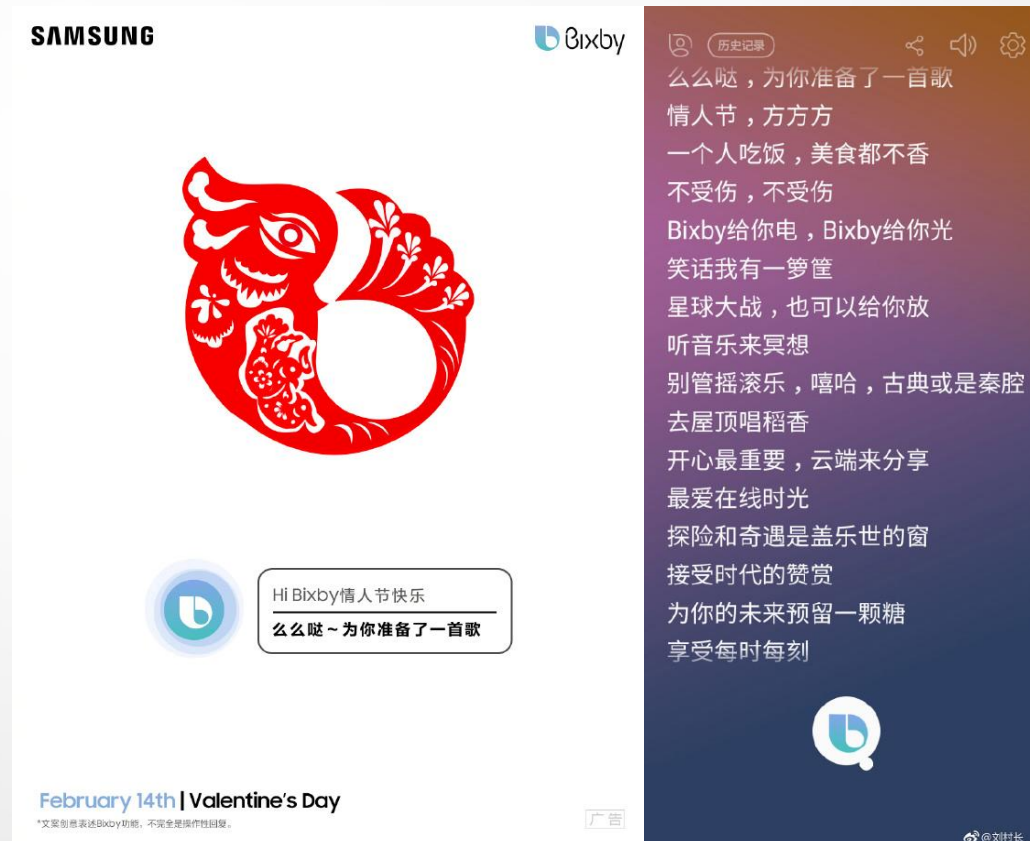 SAMSUNG
Bixby
Hi Bixby情人节快乐
么么哒~为你准备了一首歌
February 14th | Valentine's Day
*文案创意表述Bixby功能，不完全是操作性回复。
广告
历史记录
么么哒，为你准备了一首歌
情人节，方方方
一个人吃饭，美食都不香
不受伤，不受伤
Bixby给你电，Bixby给你光
笑话我有一箩筐
星球大战，也可以给你放
听音乐来冥想
别管摇滚乐，嘻哈，古典或是秦腔
去屋顶唱稻香
开心最重要，云端来分享
最爱在线时光
探险和奇遇是盖乐世的窗
接受时代的赞赏
为你的未来预留一颗糖
享受每时每刻
@刘村长